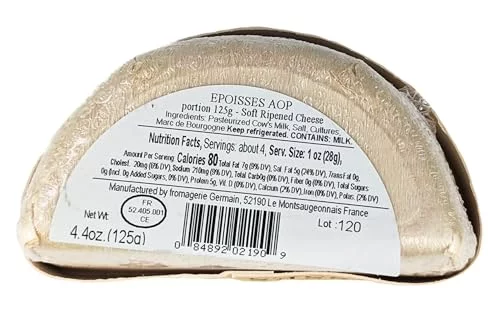 EPOISSES AOP
portion 125g - Soft Ripened Cheese
Ingredients: Pasteurized Cow's Milk, Salt, Cultures,
Marc de Bourgogne Keep refrigerated. CONTAINS: MILK.
Nutrition Facts, Servings: about 4, Serv. Size: 1 oz (28g),
Amount Per Serving Calories 80 Total Fat 7g (9% DV), Sat. Fat 5g (24% DV), Trans Fat 0g,
Cholest. 20mg (6% DV), Sodium 210mg (9% DV), Total Carb 0g (0% DV), Fiber 0g (0% DV), Total Sugars
0g (Incl. 0g Added Sugars, 0% DV), Protein 5g, Vit. D (0% DV), Calcium (2% DV), Iron (0% DV), Potas. (2% DV)
Manufactured by fromagerie Germain, 52190 Le Montsaugeonnais France
FR
52.405.001
CE
Net Wt
4.4oz. (125g)
Lot : 120
0 84892 02190 9